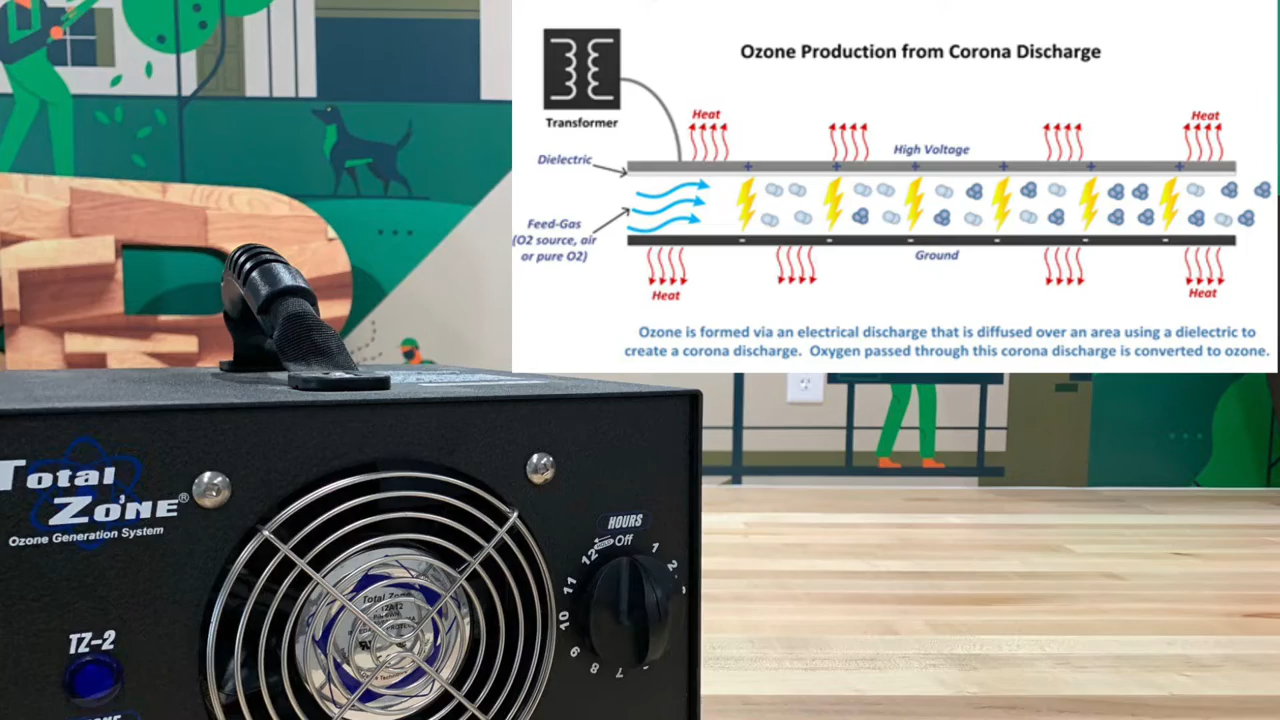 Ozone Production from Corona Discharge
Transformer
Heat
Heat
Dielectric
High Voltage
Feed-Gas
(O2 source, air
or pure O2)
Ground
Heat
Heat
Ozone is formed via an electrical discharge that is diffused over an area using a dielectric to
create a corona discharge. Oxygen passed through this corona discharge is converted to ozone.
Total
Zo³ne®
Ozone Generation System
TZ-2
HOURS
Off
HOLD
1
2
7
8
9
10
11
12
Total Zone